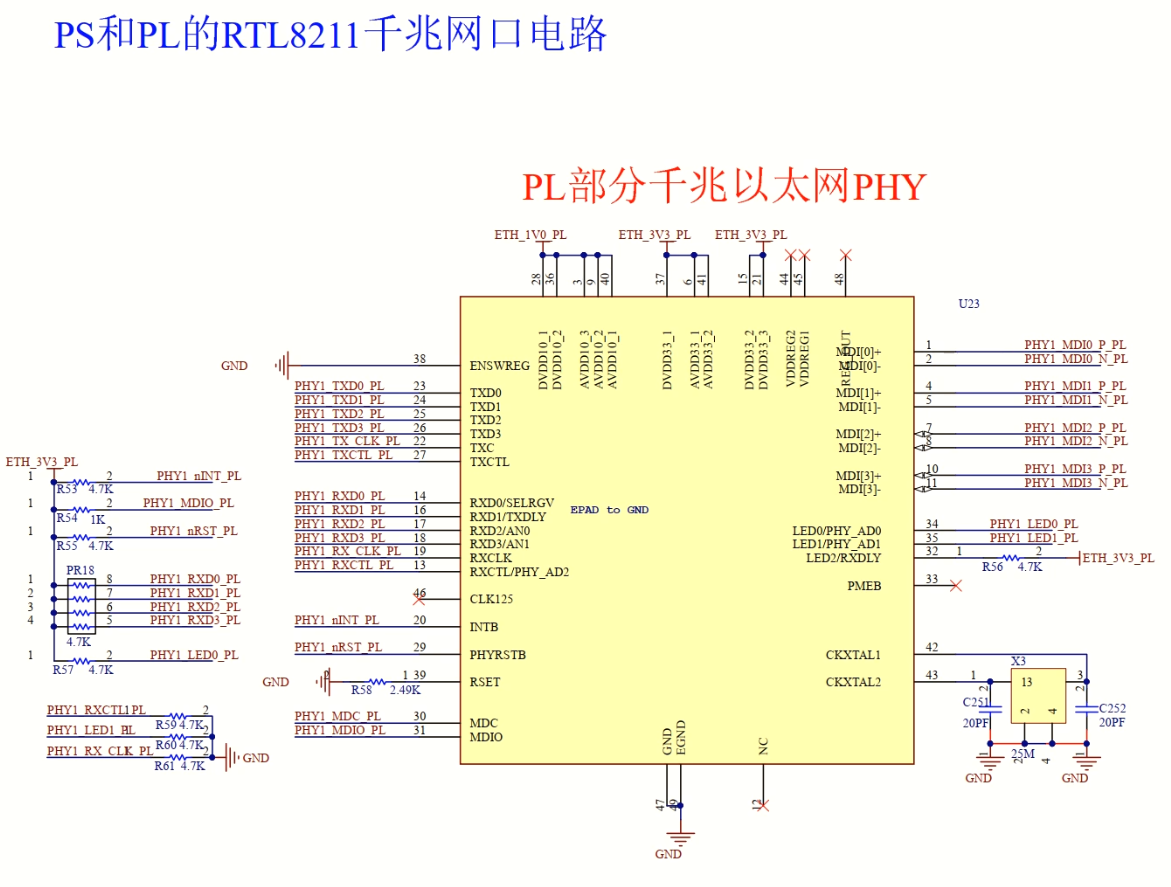 PS和PL的RTL8211千兆网口电路
PL部分千兆以太网PHY
ETH_1V0_PL ETH_3V3_PL ETH_3V3_PL
28 36 3 9 40 37 6 41 15 21 44 45 48
U23
DVDD10_1 DVDD10_2 AVDD10_3 AVDD10_2 AVDD10_1 DVDD33_1 AVDD33_1 AVDD33_2 DVDD33_2 DVDD33_3 VDDREG2 VDDREG1
GND 38 ENSWREG
PHY1_TXD0_PL 23 TXD0
PHY1_TXD1_PL 24 TXD1
PHY1_TXD2_PL 25 TXD2
PHY1_TXD3_PL 26 TXD3
PHY1_TX_CLK_PL 22 TXC
PHY1_TXCTL_PL 27 TXCTL
PHY1_RXD0_PL 14 RXD0/SELRGV
PHY1_RXD1_PL 16 RXD1/TXDLY
PHY1_RXD2_PL 17 RXD2/AN0
PHY1_RXD3_PL 18 RXD3/AN1
PHY1_RX_CLK_PL 19 RXCLK
PHY1_RXCTL_PL 13 RXCTL/PHY_AD2
46 CLK125
PHY1_nINT_PL 20 INTB
PHY1_nRST_PL 29 PHYRSTB
GND 2 R58 1 2.49K 39 RSET
PHY1_MDC_PL 30 MDC
PHY1_MDIO_PL 31 MDIO
EPAD to GND
MDI[0]+ 1 PHY1_MDI0_P_PL
MDI[0]- 2 PHY1_MDI0_N_PL
MDI[1]+ 4 PHY1_MDI1_P_PL
MDI[1]- 5 PHY1_MDI1_N_PL
MDI[2]+ 7 PHY1_MDI2_P_PL
MDI[2]- 8 PHY1_MDI2_N_PL
MDI[3]+ 10 PHY1_MDI3_P_PL
MDI[3]- 11 PHY1_MDI3_N_PL
LED0/PHY_AD0 34 PHY1_LED0_PL
LED1/PHY_AD1 35 PHY1_LED1_PL
LED2/RXDLY 32 1 R56 2 4.7K ETH_3V3_PL
PMEB 33
CKXTAL1 42
CKXTAL2 43
X3
1 13 3
2 4
C251 2 20PF 1
C252 2 20PF 1
25M 2 4
GND GND
GND EGND NC
47 49 12
GND
ETH_3V3_PL
1 R53 2 4.7K PHY1_nINT_PL
1 R54 2 1K PHY1_MDIO_PL
1 R55 2 4.7K PHY1_nRST_PL
PR18
1 8 PHY1_RXD0_PL
2 7 PHY1_RXD1_PL
3 6 PHY1_RXD2_PL
4 5 PHY1_RXD3_PL
4.7K
1 R57 2 4.7K PHY1_LED0_PL
PHY1_RXCTL1PL R59 4.7K 2
PHY1_LED1_PL R60 4.7K 2
PHY1_RX_CLK_PL R61 4.7K 2
GND